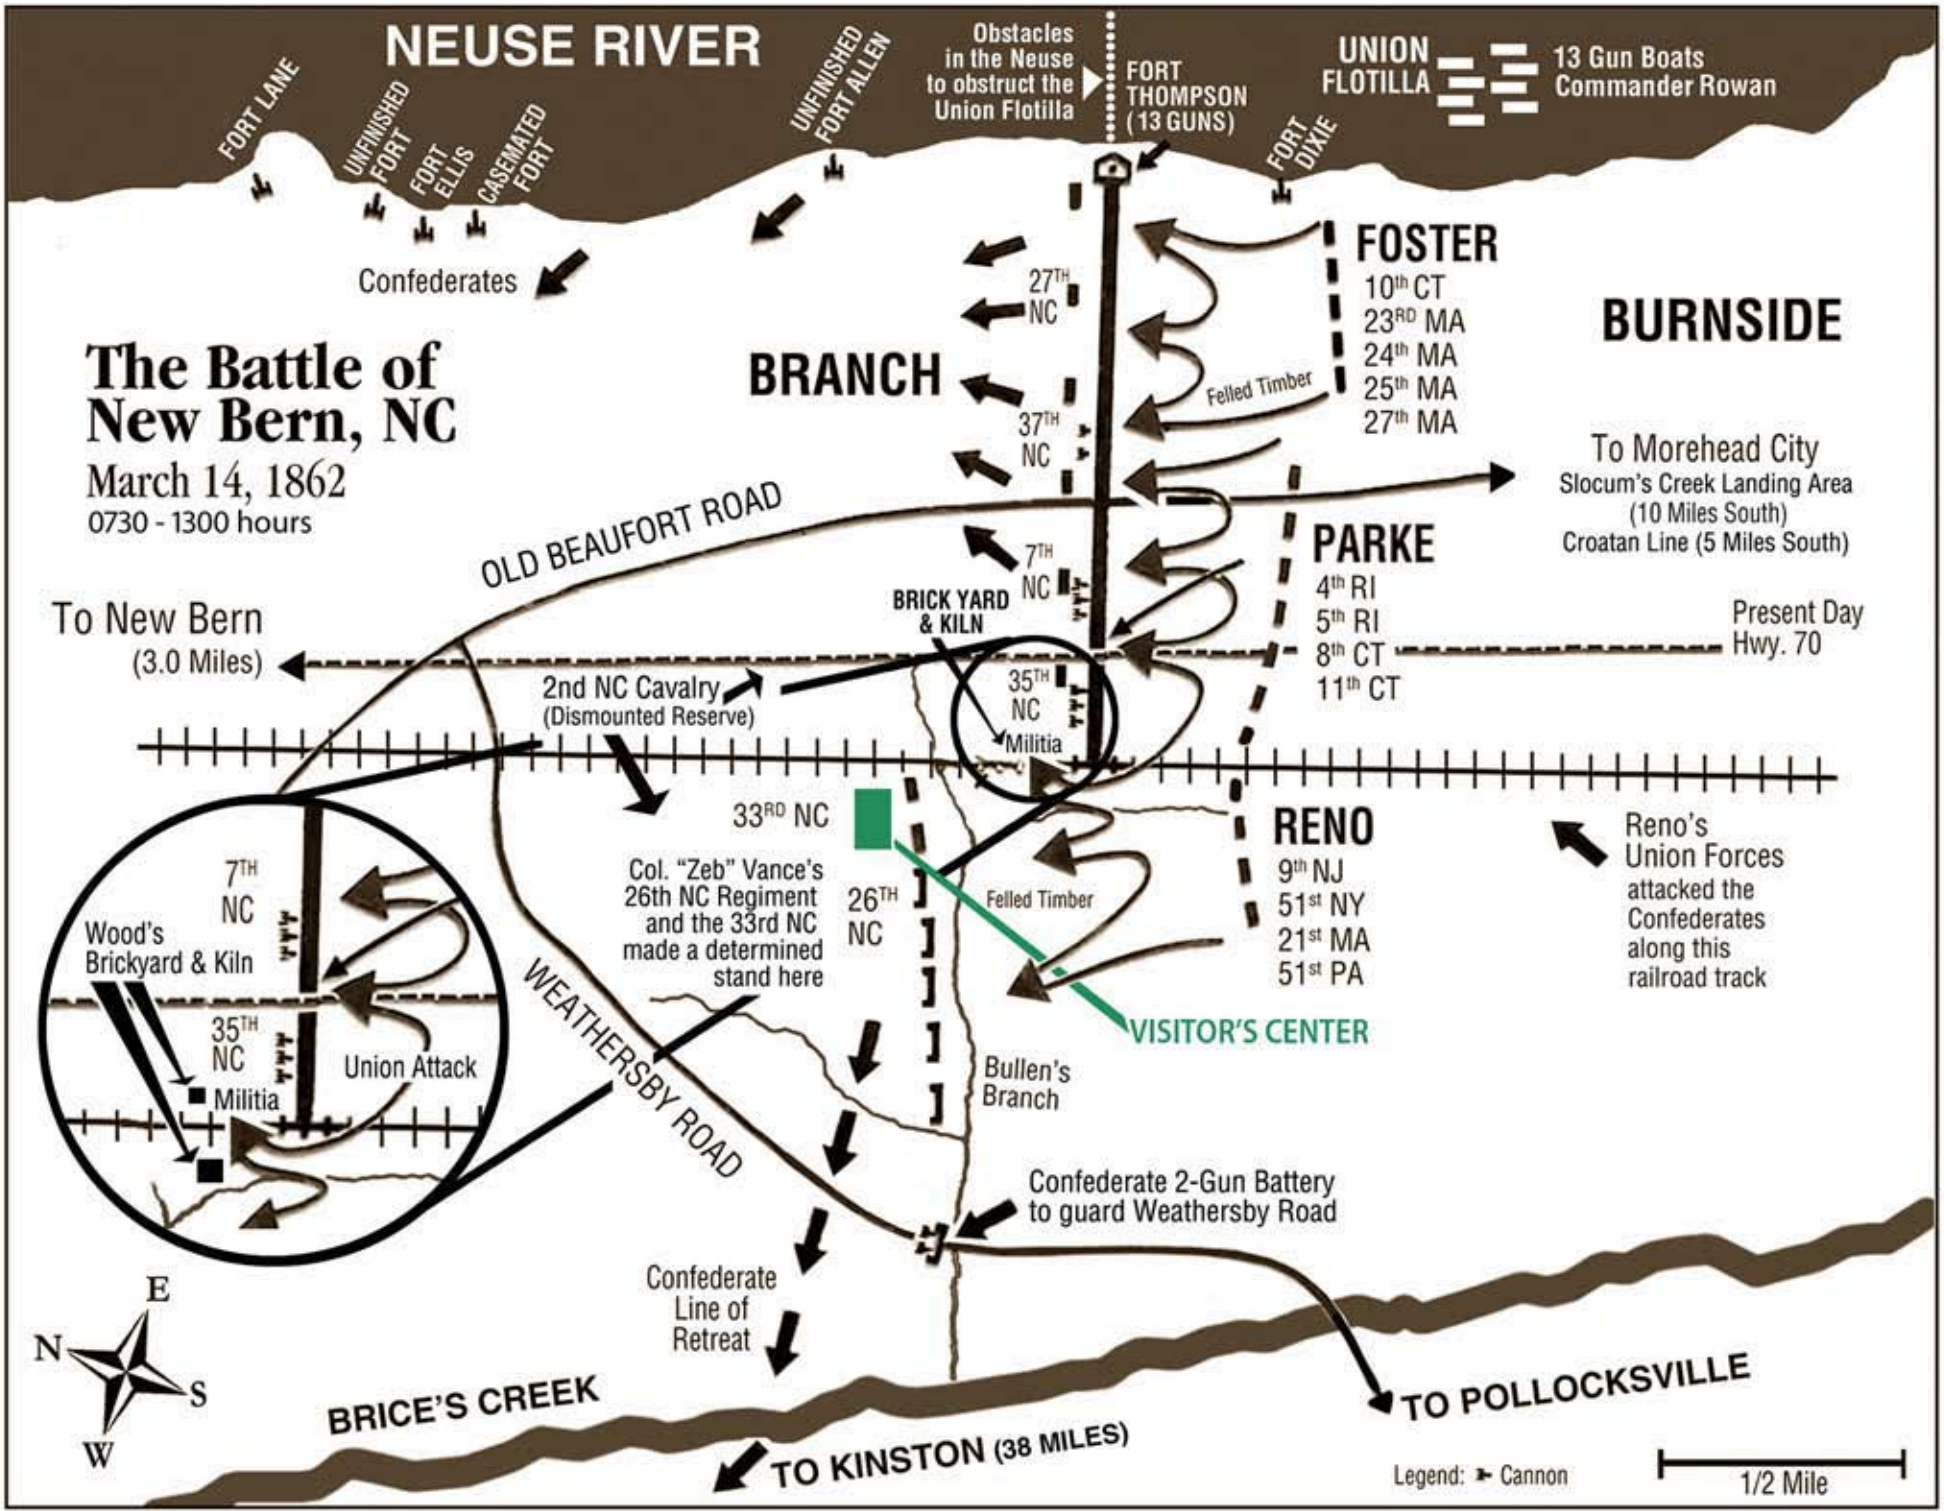 NEUSE RIVER
FORT LANE
UNFINISHED
FORT
FORT
ELLIS
CASEMATED
FORT
UNFINISHED
FORT ALLEN
Obstacles
in the Neuse
to obstruct the
Union Flotilla
FORT
THOMPSON
(13 GUNS)
FORT
DIXIE
UNION
FLOTILLA
13 Gun Boats
Commander Rowan
Confederates
The Battle of
New Bern, NC
March 14, 1862
0730 - 1300 hours
BRANCH
27TH
NC
37TH
NC
7TH
NC
BRICK YARD
& KILN
35TH
NC
Militia
Felled Timber
FOSTER
10th CT
23RD MA
24th MA
25th MA
27th MA
BURNSIDE
To Morehead City
Slocum's Creek Landing Area
(10 Miles South)
Croatan Line (5 Miles South)
PARKE
4th RI
5th RI
8th CT
11th CT
Present Day
Hwy. 70
OLD BEAUFORT ROAD
To New Bern
(3.0 Miles)
2nd NC Cavalry
(Dismounted Reserve)
33RD NC
Col. "Zeb" Vance's
26th NC Regiment
and the 33rd NC
made a determined
stand here
26TH
NC
Felled Timber
RENO
9th NJ
51st NY
21st MA
51st PA
Reno's
Union Forces
attacked the
Confederates
along this
railroad track
VISITOR'S CENTER
7TH
NC
Wood's
Brickyard & Kiln
35TH
NC
Union Attack
Militia
WEATHERSBY ROAD
Bullen's
Branch
Confederate 2-Gun Battery
to guard Weathersby Road
Confederate
Line of
Retreat
E
N
S
W
BRICE'S CREEK
TO KINSTON (38 MILES)
TO POLLOCKSVILLE
Legend: Cannon
1/2 Mile